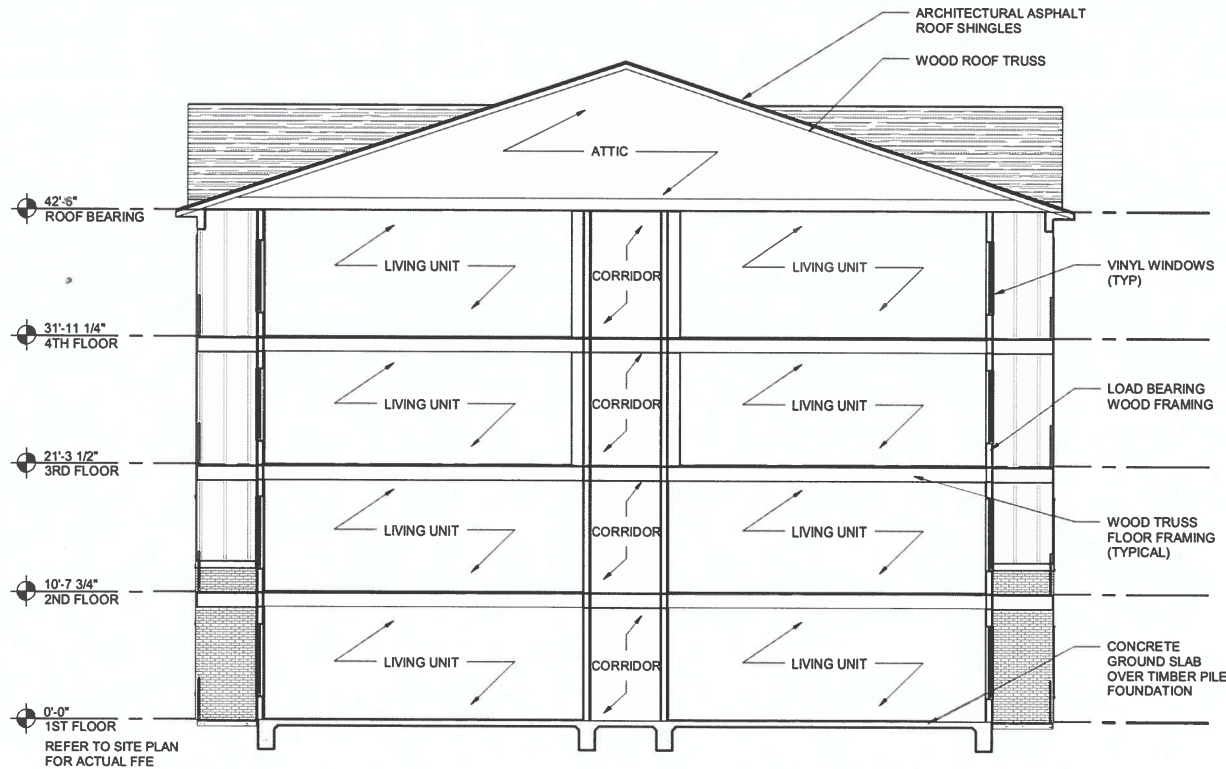 ARCHITECTURAL ASPHALT
ROOF SHINGLES
WOOD ROOF TRUSS
ATTIC
42'-6"
ROOF BEARING
LIVING UNIT
CORRIDOR
LIVING UNIT
VINYL WINDOWS
(TYP)
31'-11 1/4"
4TH FLOOR
LIVING UNIT
CORRIDOR
LIVING UNIT
LOAD BEARING
WOOD FRAMING
21'-3 1/2"
3RD FLOOR
LIVING UNIT
CORRIDOR
LIVING UNIT
WOOD TRUSS
FLOOR FRAMING
(TYPICAL)
10'-7 3/4"
2ND FLOOR
LIVING UNIT
CORRIDOR
LIVING UNIT
CONCRETE
GROUND SLAB
OVER TIMBER PILE
FOUNDATION
0'-0"
1ST FLOOR
REFER TO SITE PLAN
FOR ACTUAL FFE